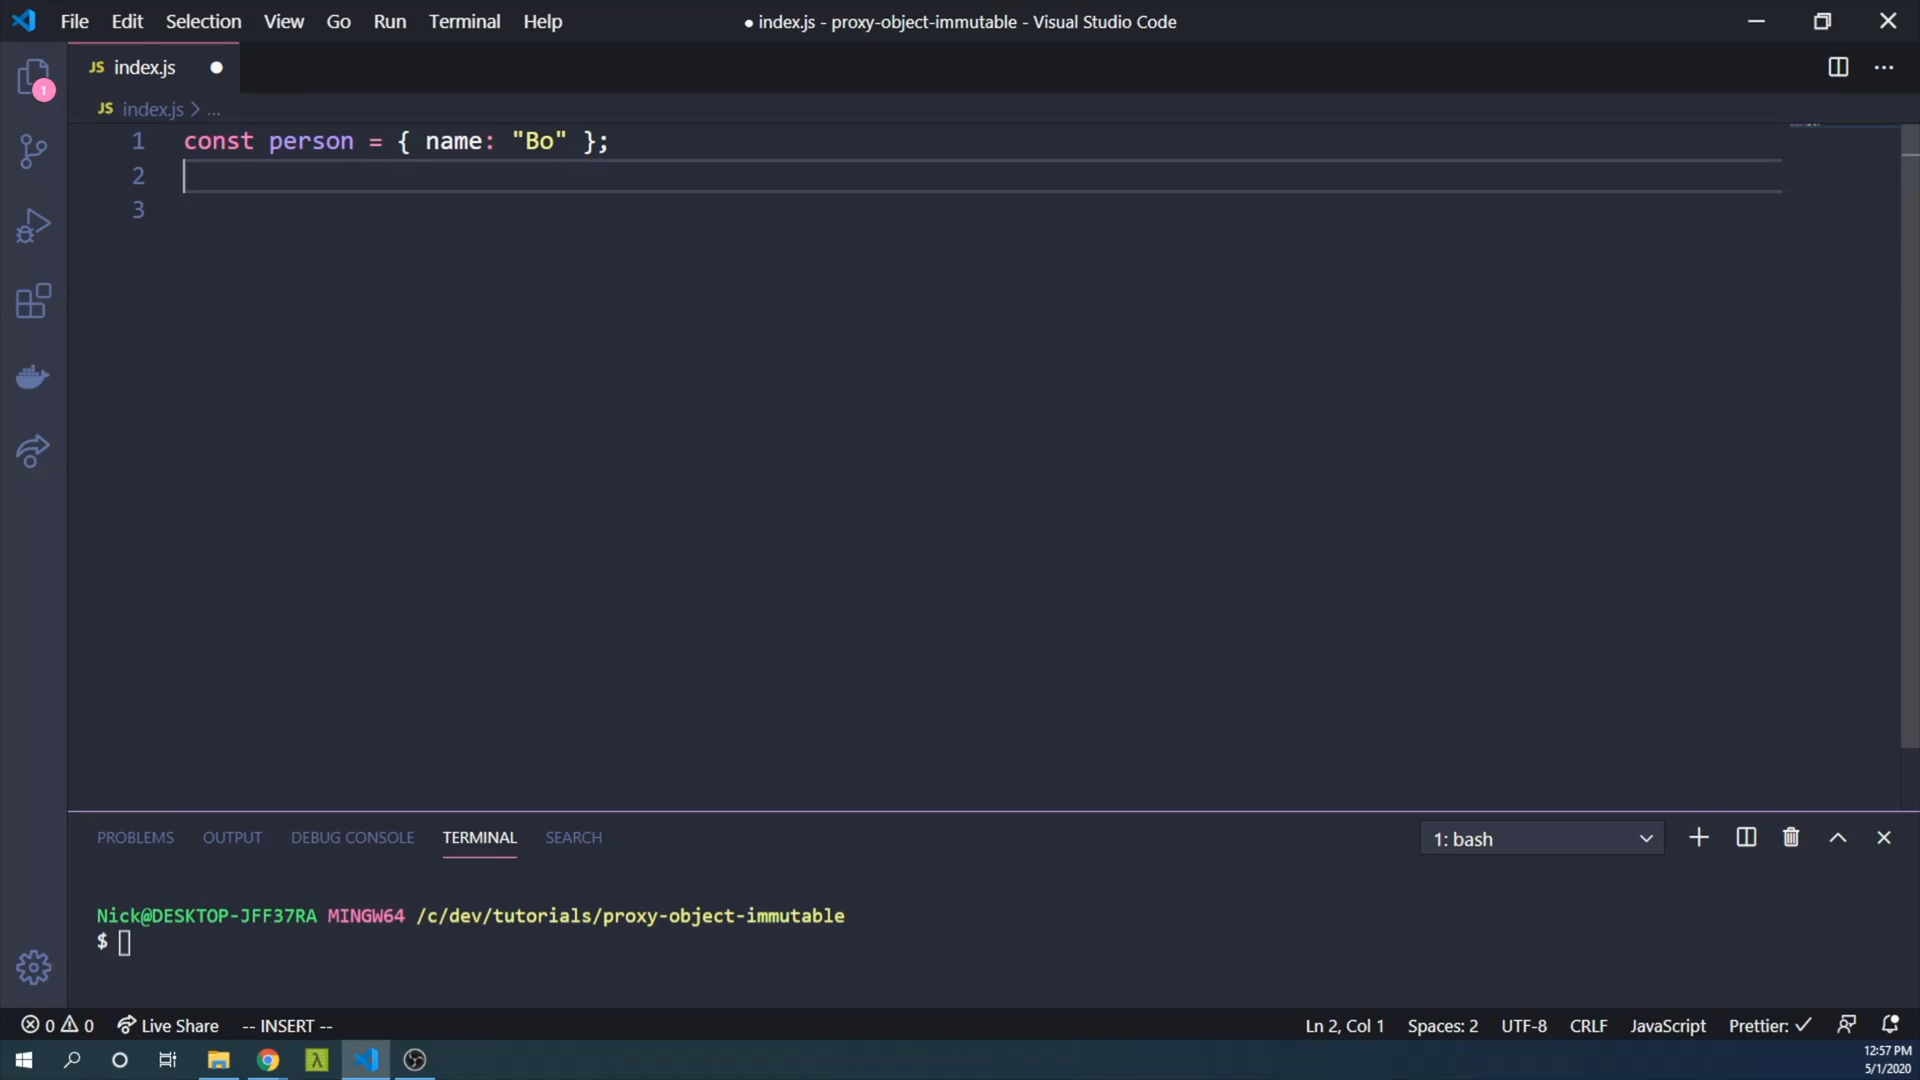 File Edit Selection View Go Run Terminal Help ● index.js - proxy-object-immutable - Visual Studio Code
JS index.js ●
1
JS index.js > ...
1 const person = { name: "Bo" };
2
3
PROBLEMS OUTPUT DEBUG CONSOLE TERMINAL SEARCH 1: bash
Nick@DESKTOP-JFF37RA MINGW64 /c/dev/tutorials/proxy-object-immutable
$
0 0 Live Share -- INSERT -- Ln 2, Col 1 Spaces: 2 UTF-8 CRLF JavaScript Prettier: ✓
λ
12:57 PM
5/1/2020